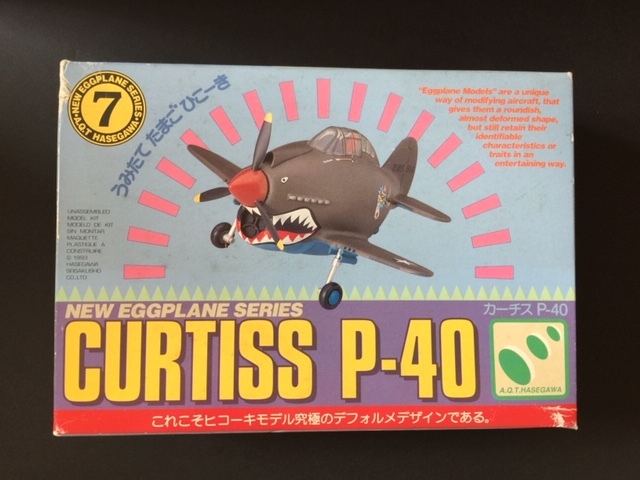 NEW EGGPLANE SERIES
7
A.Q.T HASEGAWA
うみたて たまご ひこーき
"Eggplane Models" are a unique
way of modifying aircraft, that
gives them a roundish,
almost deformed shape,
but still retain their
identifiable
characteristics or
traits in an
entertaining way.
UNASSEMBLED
MODEL KIT
MODELO DE KIT
SIN MONTAR
MAQUETTE
PLASTIQUE À
CONSTRUIRE
© 1993
HASEGAWA
SEISAKUSHO
CO.,LTD
NEW EGGPLANE SERIES
カーチス P-40
CURTISS P-40
A.Q.T.HASEGAWA
これこそヒコーキモデル究極のデフォルメデザインである。